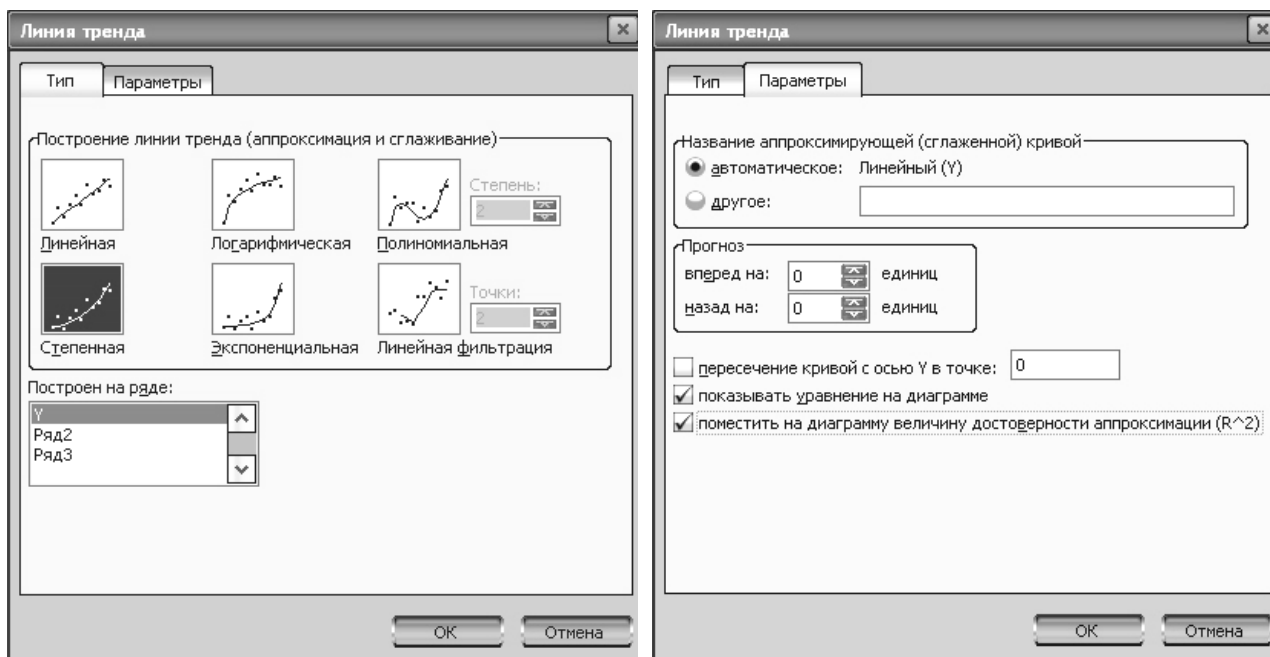 Линия тренда
Тип
Параметры
Построение линии тренда (аппроксимация и сглаживание)
Степень:
2
Линейная
Логарифмическая
Полиномиальная
Точки:
2
Степенная
Экспоненциальная
Линейная фильтрация
Построен на ряде:
Y
Ряд2
Ряд3
ОК
Отмена
Линия тренда
Тип
Параметры
Название аппроксимирующей (сглаженной) кривой
автоматическое: Линейный (Y)
другое:
Прогноз
вперед на: 0 единиц
назад на: 0 единиц
пересечение кривой с осью Y в точке: 0
показывать уравнение на диаграмме
поместить на диаграмму величину достоверности аппроксимации (R^2)
ОК
Отмена